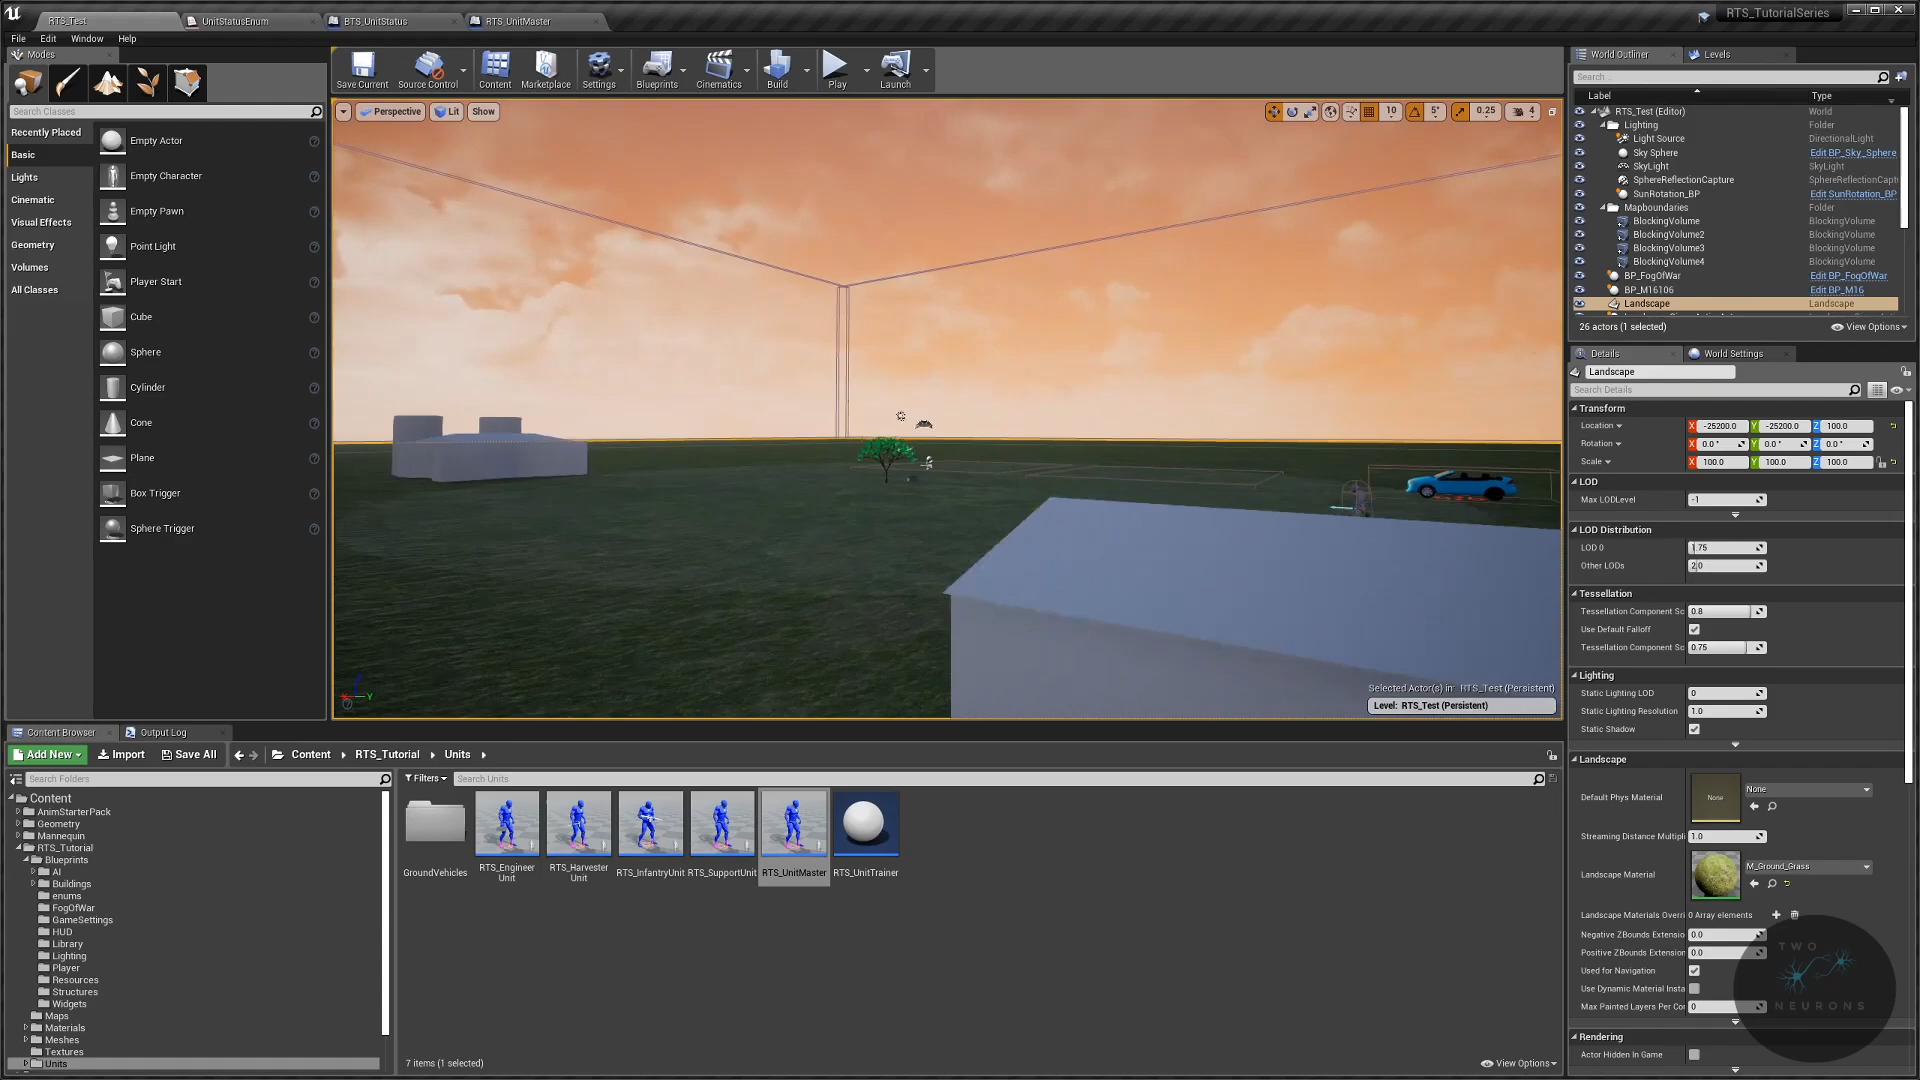 RTS_Test
UnitStatusEnum
BTS_UnitStatus
RTS_UnitMaster
RTS_TutorialSeries
File
Edit
Window
Help
Modes
Search Classes
Recently Placed
Basic
Lights
Cinematic
Visual Effects
Geometry
Volumes
All Classes
Empty Actor
Empty Character
Empty Pawn
Point Light
Player Start
Cube
Sphere
Cylinder
Cone
Plane
Box Trigger
Sphere Trigger
Save Current
Source Control
Content
Marketplace
Settings
Blueprints
Cinematics
Build
Play
Launch
Perspective
Lit
Show
10
5°
0.25
4
Selected Actor(s) in: RTS_Test (Persistent)
Level: RTS_Test (Persistent)
World Outliner
Levels
Search...
Label
Type
RTS_Test (Editor) World
Lighting Folder
Light Source DirectionalLight
Sky Sphere Edit BP_Sky_Sphere
SkyLight SkyLight
SphereReflectionCapture SphereReflectionCapt
SunRotation_BP Edit SunRotation_BP
Mapboundaries Folder
BlockingVolume BlockingVolume
BlockingVolume2 BlockingVolume
BlockingVolume3 BlockingVolume
BlockingVolume4 BlockingVolume
BP_FogOfWar Edit BP_FogOfWar
BP_M16106 Edit BP_M16
Landscape Landscape
26 actors (1 selected)
View Options
Details
World Settings
Landscape
Search Details
Transform
Location X -25200.0 Y -25200.0 Z 100.0
Rotation X 0.0 ° Y 0.0 ° Z 0.0 °
Scale X 100.0 Y 100.0 Z 100.0
LOD
Max LODLevel -1
LOD Distribution
LOD 0 1.75
Other LODs 2.0
Tessellation
Tessellation Component Sc 0.8
Use Default Falloff
Tessellation Component Sc 0.75
Lighting
Static Lighting LOD 0
Static Lighting Resolution 1.0
Static Shadow
Landscape
Default Phys Material None None
Streaming Distance Multipli 1.0
Landscape Material M_Ground_Grass
Landscape Materials Overri 0 Array elements
Negative ZBounds Extensio 0.0
Positive ZBounds Extension 0.0
Used for Navigation
Use Dynamic Material Insta
Max Painted Layers Per Co 0
Rendering
Actor Hidden In Game
TWO
NEURONS
Content Browser
Output Log
Add New
Import
Save All
Content
RTS_Tutorial
Units
Search Folders
Content
AnimStarterPack
Geometry
Mannequin
RTS_Tutorial
Blueprints
AI
Buildings
enums
FogOfWar
GameSettings
HUD
Library
Lighting
Player
Resources
Structures
Widgets
Maps
Materials
Meshes
Textures
Units
Filters
Search Units
GroundVehicles
RTS_Engineer
Unit
RTS_Harvester
Unit
RTS_InfantryUnit
RTS_SupportUnit
RTS_UnitMaster
RTS_UnitTrainer
7 items (1 selected)
View Options